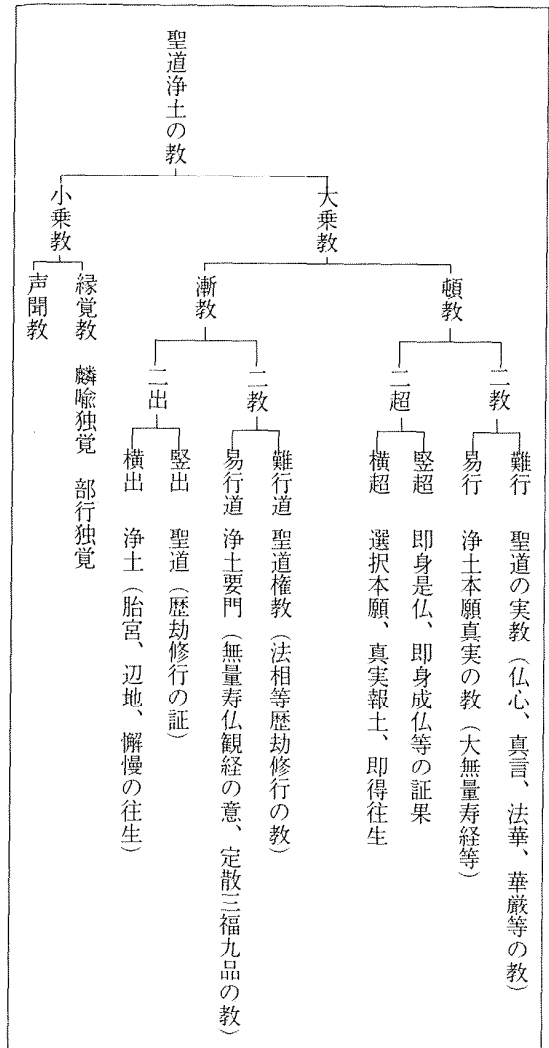 聖道浄土の教
大乗教
頓教
二教
難行　聖道の実教（仏心、真言、法華、華厳等の教）
易行　浄土本願真実の教（大無量寿経等）
二超
竪超　即身是仏、即身成仏等の証果
横超　選択本願、真実報土、即得往生
漸教
二教
難行道　聖道権教（法相等歴劫修行の教）
易行道　浄土要門（無量寿仏観経の意、定散三福九品の教）
二出
竪出　聖道（歴劫修行の証）
横出　浄土（胎宮、辺地、懈慢の往生）
小乗教
縁覚教　麟喩独覚　部行独覚
声聞教